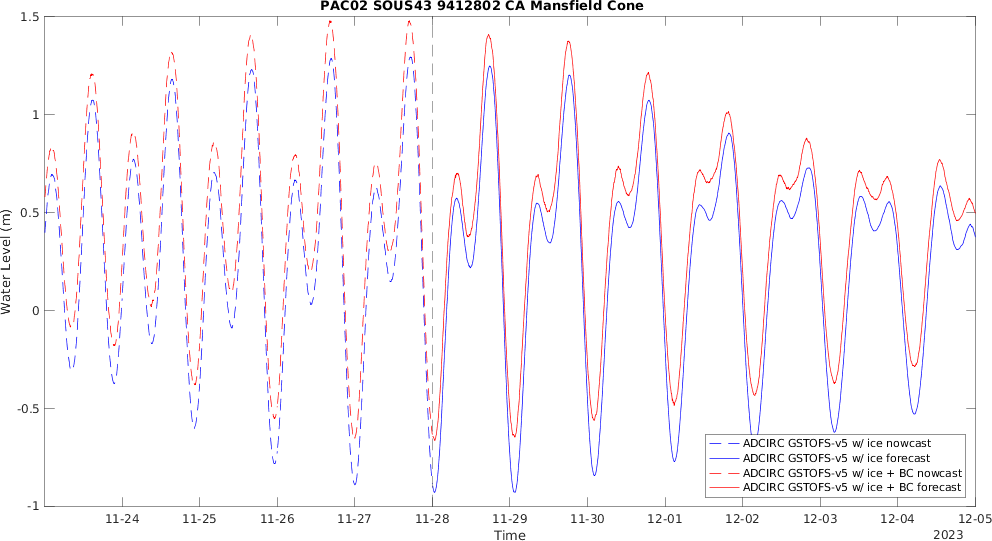 PAC02 SOUS43 9412802 CA Mansfield Cone
Water Level (m)
1.5
1
0.5
0
-0.5
-1
11-24 11-25 11-26 11-27 11-28 11-29 11-30 12-01 12-02 12-03 12-04 12-05
Time
2023
ADCIRC GSTOFS-v5 w/ ice nowcast
ADCIRC GSTOFS-v5 w/ ice forecast
ADCIRC GSTOFS-v5 w/ ice + BC nowcast
ADCIRC GSTOFS-v5 w/ ice + BC forecast